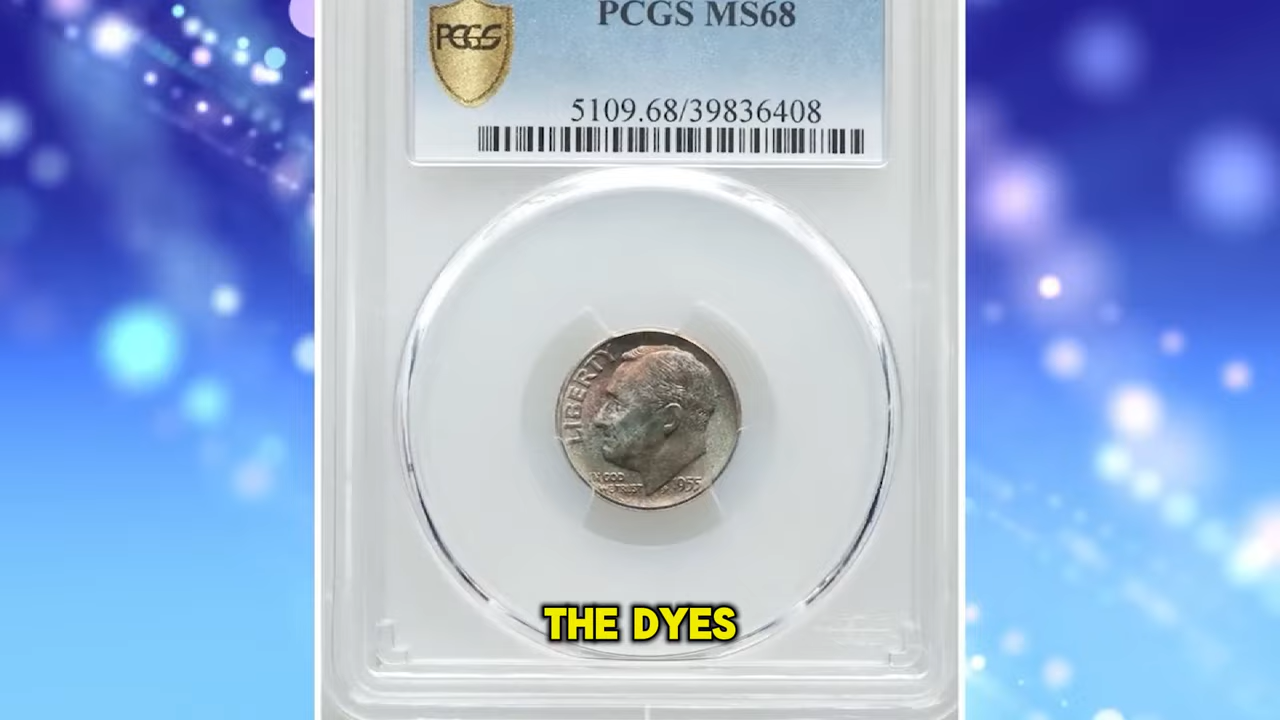 PCGS MS68
PCGS
5109.68/39836408
LIBERTY
IN GOD
WE TRUST
1955
THE DYES